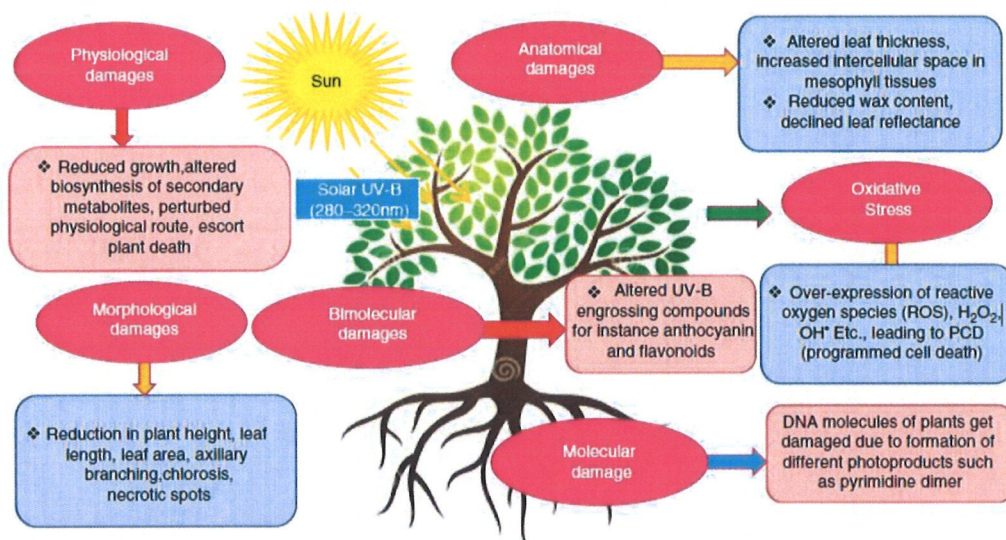 Physiological
damages
Sun
Anatomical
damages
❖ Altered leaf thickness,
increased intercellular space in
mesophyll tissues
❖ Reduced wax content,
declined leaf reflectance
❖ Reduced growth,altered
biosynthesis of secondary
metabolites, perturbed
physiological route, escort
plant death
Solar UV-B
(280–320nm)
Oxidative
Stress
Morphological
damages
BImolecular
damages
❖ Altered UV-B
engrossing compounds
for instance anthocyanin
and flavonoids
❖ Over-expression of reactive
oxygen species (ROS), H₂O₂,
OH* Etc., leading to PCD
(programmed cell death)
❖ Reduction in plant height, leaf
length, leaf area, axillary
branching,chlorosis,
necrotic spots
Molecular
damage
DNA molecules of plants get
damaged due to formation of
different photoproducts such
as pyrimidine dimer